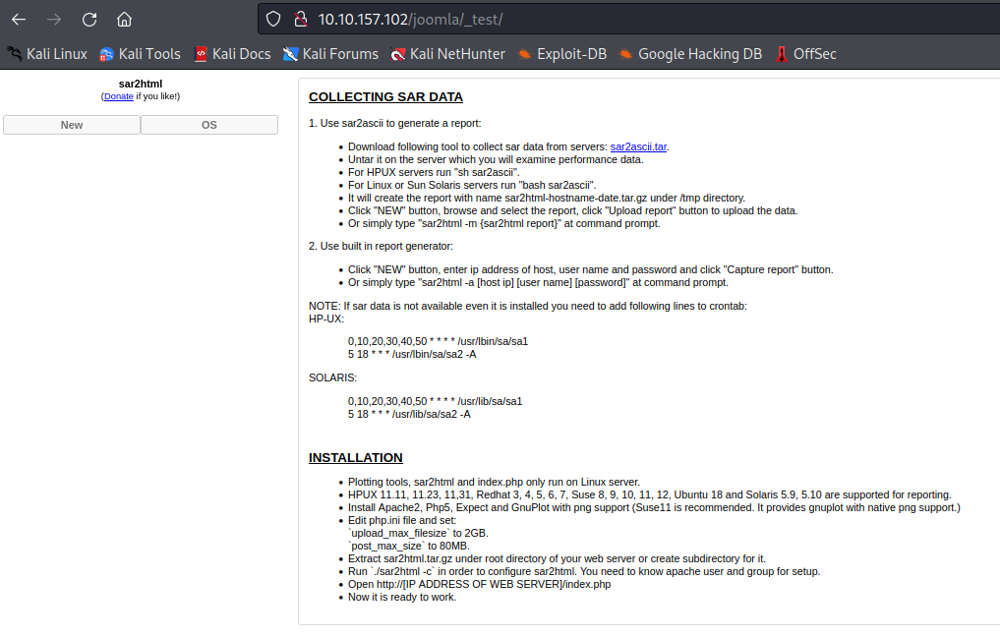 10.10.157.102/joomla/_test/
Kali Linux Kali Tools Kali Docs Kali Forums Kali NetHunter Exploit-DB Google Hacking DB OffSec
sar2html
(Donate if you like!)
New OS
COLLECTING SAR DATA
1. Use sar2ascii to generate a report:
• Download following tool to collect sar data from servers: sar2ascii.tar.
• Untar it on the server which you will examine performance data.
• For HPUX servers run "sh sar2ascii".
• For Linux or Sun Solaris servers run "bash sar2ascii".
• It will create the report with name sar2html-hostname-date.tar.gz under /tmp directory.
• Click "NEW" button, browse and select the report, click "Upload report" button to upload the data.
• Or simply type "sar2html -m {sar2html report}" at command prompt.
2. Use built in report generator:
• Click "NEW" button, enter ip address of host, user name and password and click "Capture report" button.
• Or simply type "sar2html -a [host ip] [user name] [password]" at command prompt.
NOTE: If sar data is not available even it is installed you need to add following lines to crontab:
HP-UX:
0,10,20,30,40,50 * * * * /usr/lbin/sa/sa1
5 18 * * * /usr/lbin/sa/sa2 -A
SOLARIS:
0,10,20,30,40,50 * * * * /usr/lib/sa/sa1
5 18 * * * /usr/lib/sa/sa2 -A
INSTALLATION
• Plotting tools, sar2html and index.php only run on Linux server.
• HPUX 11.11, 11.23, 11,31, Redhat 3, 4, 5, 6, 7, Suse 8, 9, 10, 11, 12, Ubuntu 18 and Solaris 5.9, 5.10 are supported for reporting.
• Install Apache2, Php5, Expect and GnuPlot with png support (Suse11 is recommended. It provides gnuplot with native png support.)
• Edit php.ini file and set:
`upload_max_filesize` to 2GB.
`post_max_size` to 80MB.
• Extract sar2html.tar.gz under root directory of your web server or create subdirectory for it.
• Run `./sar2html -c` in order to configure sar2html. You need to know apache user and group for setup.
• Open http://[IP ADDRESS OF WEB SERVER]/index.php
• Now it is ready to work.